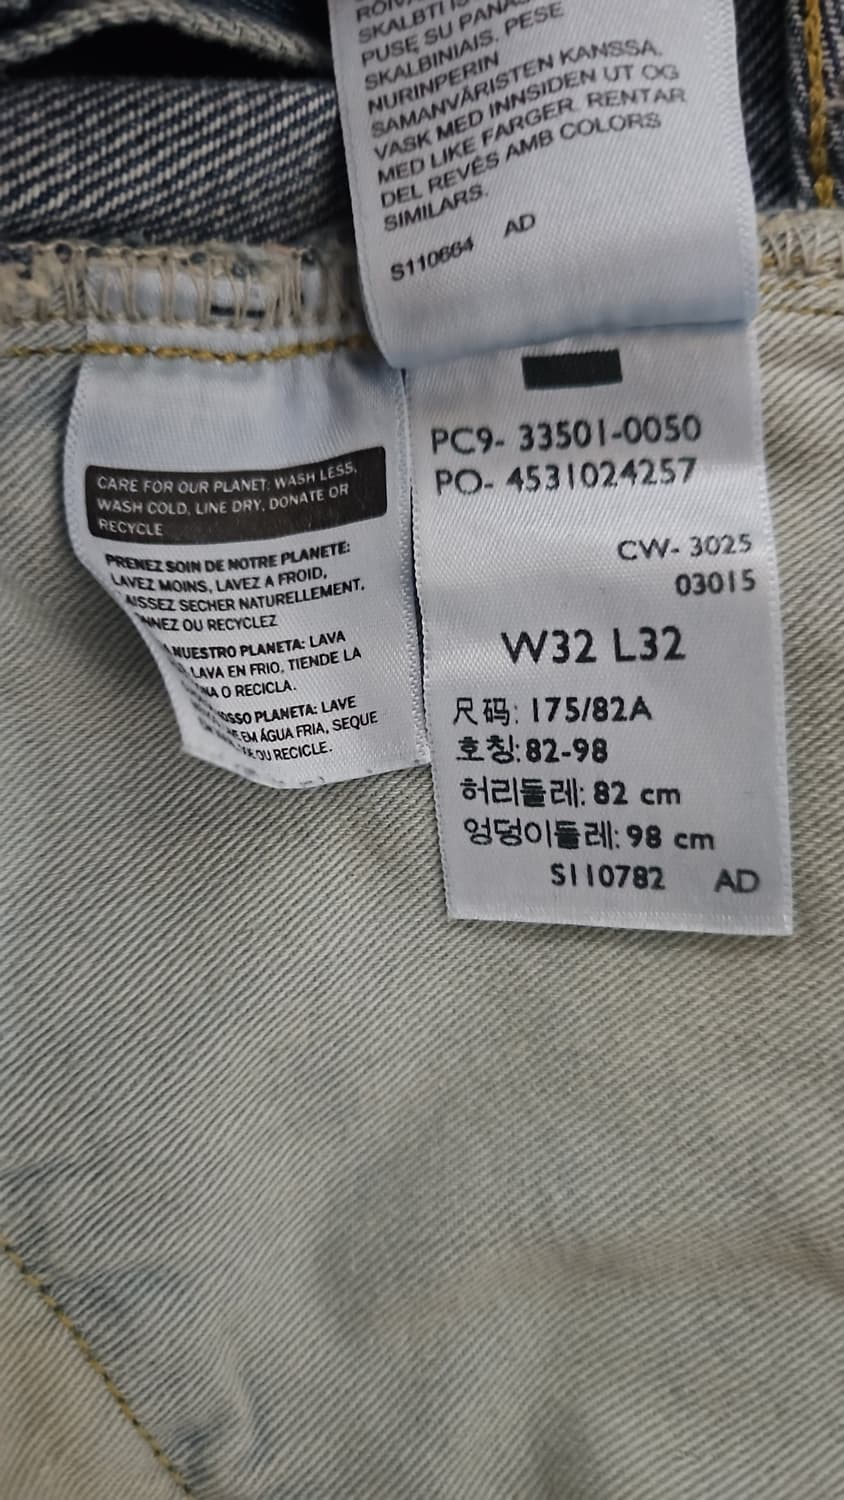 SKALBTI
PUSĘ SU
SKALBINIAIS. PESE
NURINPERIN
SAMANVÄRISTEN KANSSA.
VASK MED INNSIDEN UT OG
MED LIKE FARGER. RENTAR
DEL REVÉS AMB COLORS
SIMILARS.
S110664 AD
CARE FOR OUR PLANET: WASH LESS,
WASH COLD, LINE DRY, DONATE OR
RECYCLE
PRENEZ SOIN DE NOTRE PLANETE:
LAVEZ MOINS, LAVEZ A FROID,
SECHER NATURELLEMENT,
OU RECYCLEZ
NUESTRO PLANETA: LAVA
LAVA EN FRIO, TIENDE LA
O RECICLA.
PLANETA: LAVE
EM ÁGUA FRIA, SEQUE
OU RECICLE.
PC9- 33501-0050
PO- 4531024257
CW- 3025
03015
W32 L32
尺码: 175/82A
호칭:82-98
허리둘레: 82 cm
엉덩이둘레: 98 cm
S110782 AD